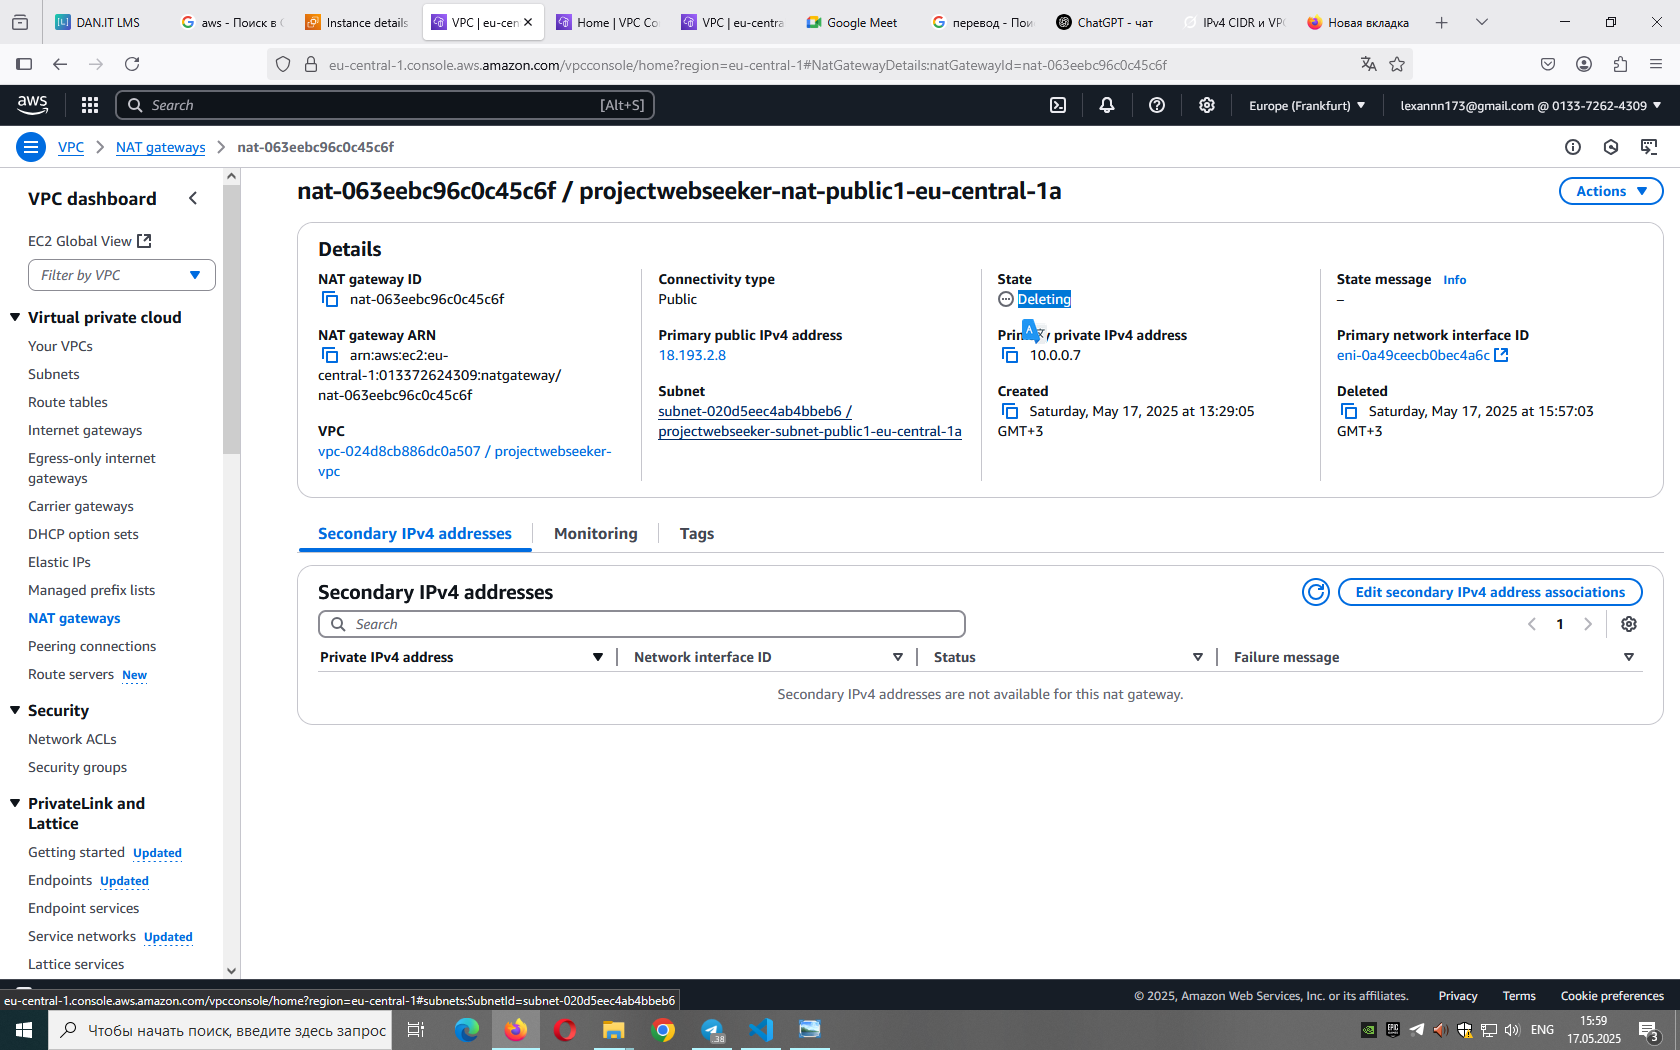 DAN.IT LMS
aws - Поиск в
Instance details
VPC | eu-cen
Home | VPC Co
VPC | eu-centra
Google Meet
перевод - Пои
ChatGPT - чат
IPv4 CIDR и VPC
Новая вкладка
eu-central-1.console.aws.amazon.com/vpcconsole/home?region=eu-central-1#NatGatewayDetails:natGatewayId=nat-063eebc96c0c45c6f
aws
Search
[Alt+S]
Europe (Frankfurt)
lexannn173@gmail.com @ 0133-7262-4309
VPC
NAT gateways
nat-063eebc96c0c45c6f
VPC dashboard
EC2 Global View
Filter by VPC
Virtual private cloud
Your VPCs
Subnets
Route tables
Internet gateways
Egress-only internet
gateways
Carrier gateways
DHCP option sets
Elastic IPs
Managed prefix lists
NAT gateways
Peering connections
Route servers New
Security
Network ACLs
Security groups
PrivateLink and
Lattice
Getting started Updated
Endpoints Updated
Endpoint services
Service networks Updated
Lattice services
nat-063eebc96c0c45c6f / projectwebseeker-nat-public1-eu-central-1a
Actions
Details
NAT gateway ID
nat-063eebc96c0c45c6f
NAT gateway ARN
arn:aws:ec2:eu-
central-1:013372624309:natgateway/
nat-063eebc96c0c45c6f
VPC
vpc-024d8cb886dc0a507 / projectwebseeker-
vpc
Connectivity type
Public
Primary public IPv4 address
18.193.2.8
Subnet
subnet-020d5eec4ab4bbeb6 /
projectwebseeker-subnet-public1-eu-central-1a
State
Deleting
Primary private IPv4 address
10.0.0.7
Created
Saturday, May 17, 2025 at 13:29:05
GMT+3
State message Info
–
Primary network interface ID
eni-0a49ceecb0bec4a6c
Deleted
Saturday, May 17, 2025 at 15:57:03
GMT+3
Secondary IPv4 addresses
Monitoring
Tags
Secondary IPv4 addresses
Edit secondary IPv4 address associations
Search
1
Private IPv4 address
Network interface ID
Status
Failure message
Secondary IPv4 addresses are not available for this nat gateway.
eu-central-1.console.aws.amazon.com/vpcconsole/home?region=eu-central-1#subnets:SubnetId=subnet-020d5eec4ab4bbeb6
© 2025, Amazon Web Services, Inc. or its affiliates.
Privacy
Terms
Cookie preferences
Чтобы начать поиск, введите здесь запрос
38
EPIC
ENG
15:59
17.05.2025
3